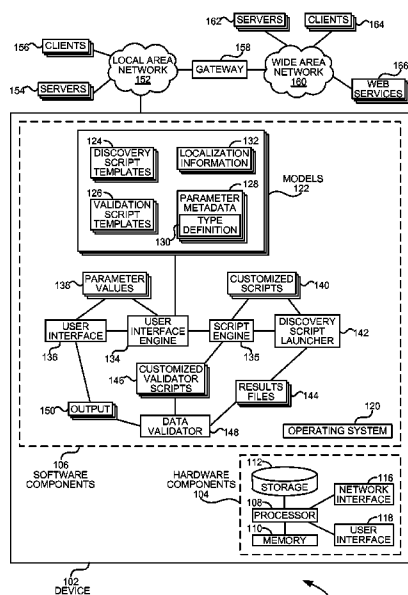 162
SERVERS
CLIENTS
164
156
CLIENTS
158
LOCAL AREA
NETWORK
152
GATEWAY
WIDE AREA
NETWORK
160
166
154
SERVERS
WEB
SERVICES
124
DISCOVERY
SCRIPT
TEMPLATES
132
LOCALIZATION
INFORMATION
126
VALIDATION
SCRIPT
TEMPLATES
128
PARAMETER
METADATA
130
TYPE
DEFINITION
MODELS
122
138
PARAMETER
VALUES
CUSTOMIZED
SCRIPTS
140
USER
INTERFACE
136
USER
INTERFACE
ENGINE
134
SCRIPT
ENGINE
135
DISCOVERY
SCRIPT
LAUNCHER
142
146
CUSTOMIZED
VALIDATOR
SCRIPTS
RESULTS
FILES
144
150
OUTPUT
DATA
VALIDATOR
148
120
OPERATING SYSTEM
106
SOFTWARE
COMPONENTS
HARDWARE
COMPONENTS
104
112
STORAGE
116
NETWORK
INTERFACE
108
PROCESSOR
118
USER
INTERFACE
110
MEMORY
102
DEVICE